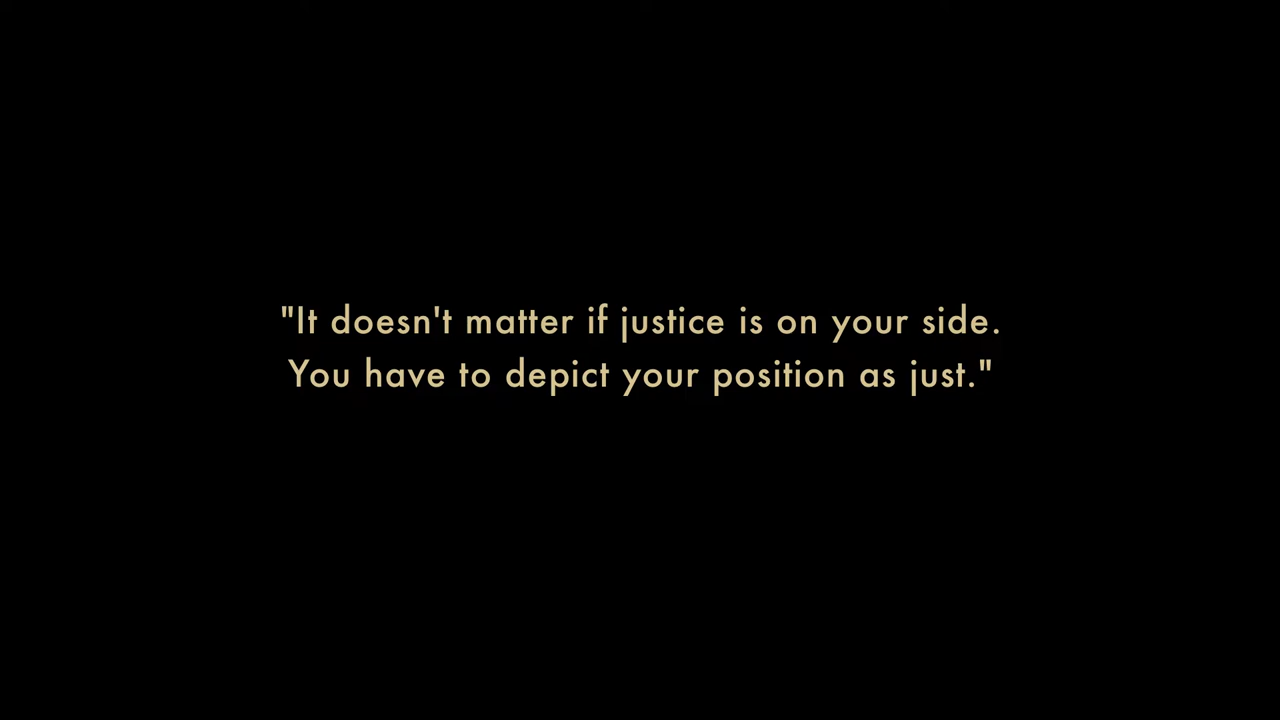 "It doesn't matter if justice is on your side.
You have to depict your position as just."